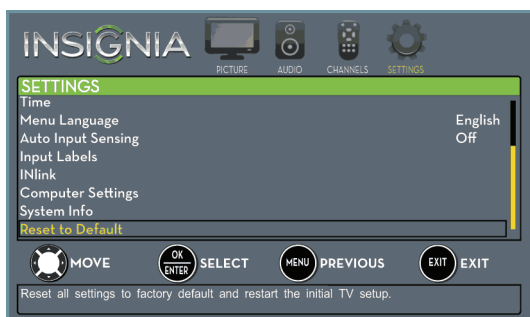 INSIGNIA
PICTURE AUDIO CHANNELS SETTINGS
SETTINGS
Time
Menu Language English
Auto Input Sensing Off
Input Labels
INlink
Computer Settings
System Info
Reset to Default
MOVE OK ENTER SELECT MENU PREVIOUS EXIT EXIT
Reset all settings to factory default and restart the initial TV setup.